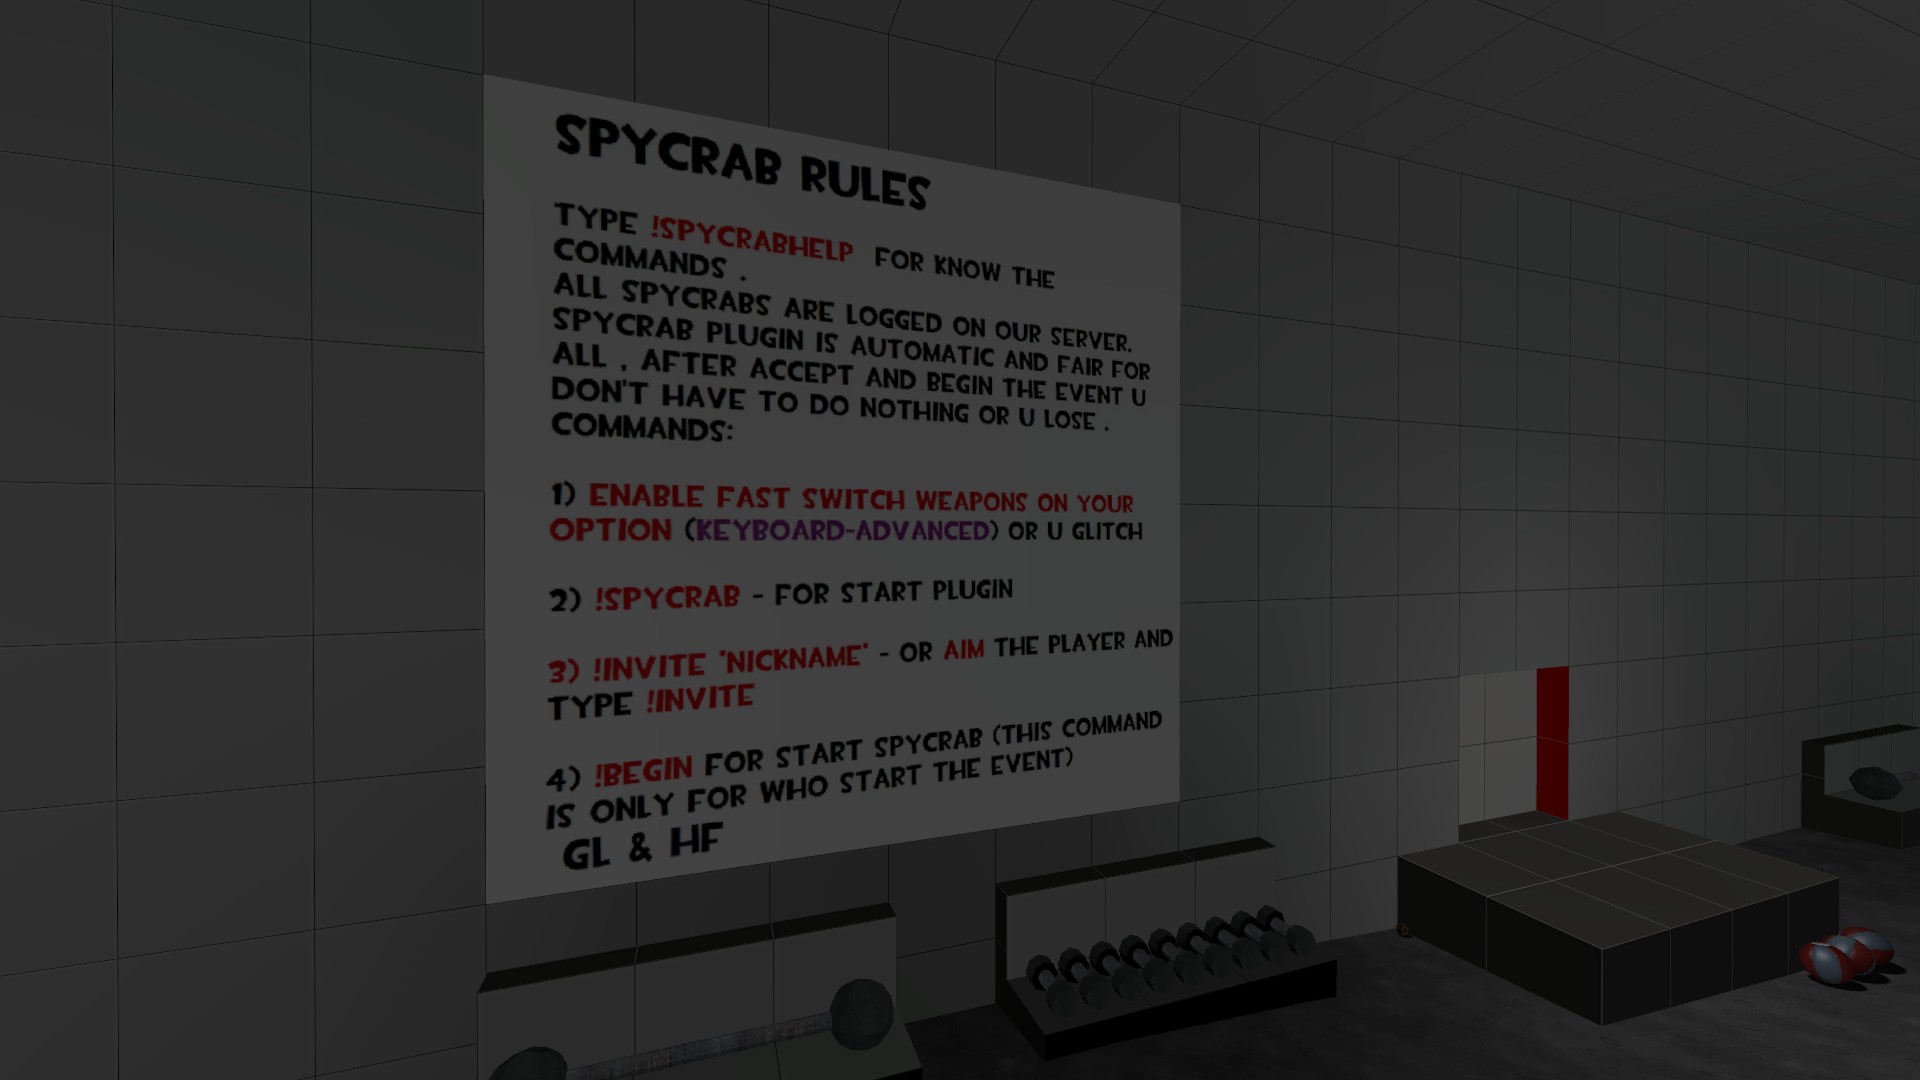 SPYCRAB RULES
TYPE !SPYCRABHELP FOR KNOW THE
COMMANDS .
ALL SPYCRABS ARE LOGGED ON OUR SERVER.
SPYCRAB PLUGIN IS AUTOMATIC AND FAIR FOR
ALL , AFTER ACCEPT AND BEGIN THE EVENT U
DON'T HAVE TO DO NOTHING OR U LOSE .
COMMANDS:
1) ENABLE FAST SWITCH WEAPONS ON YOUR
OPTION (KEYBOARD-ADVANCED) OR U GLITCH
2) !SPYCRAB - FOR START PLUGIN
3) !INVITE 'NICKNAME' - OR AIM THE PLAYER AND
TYPE !INVITE
4) !BEGIN FOR START SPYCRAB (THIS COMMAND
IS ONLY FOR WHO START THE EVENT)
GL & HF